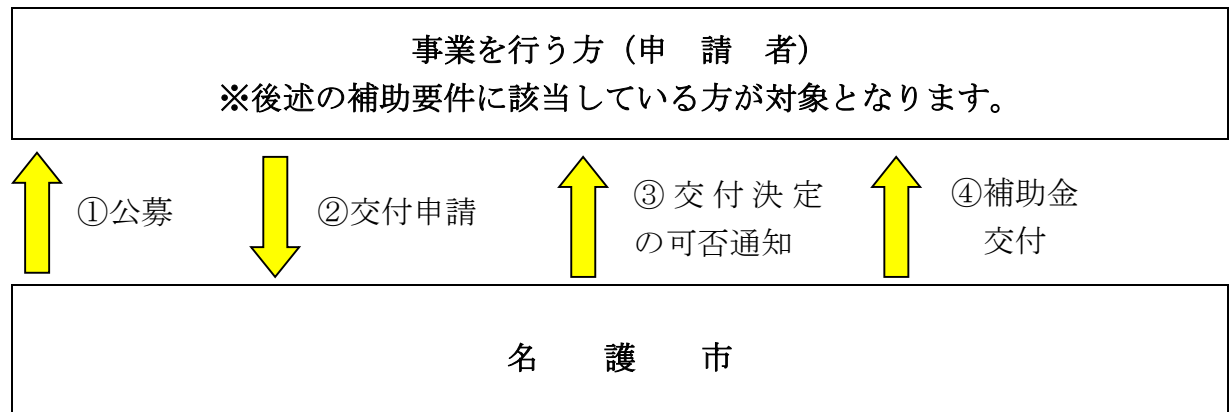 事業を行う方（申　請　者）
※後述の補助要件に該当している方が対象となります。
①公募
②交付申請
③交付決定
の可否通知
④補助金
交付
名　護　市